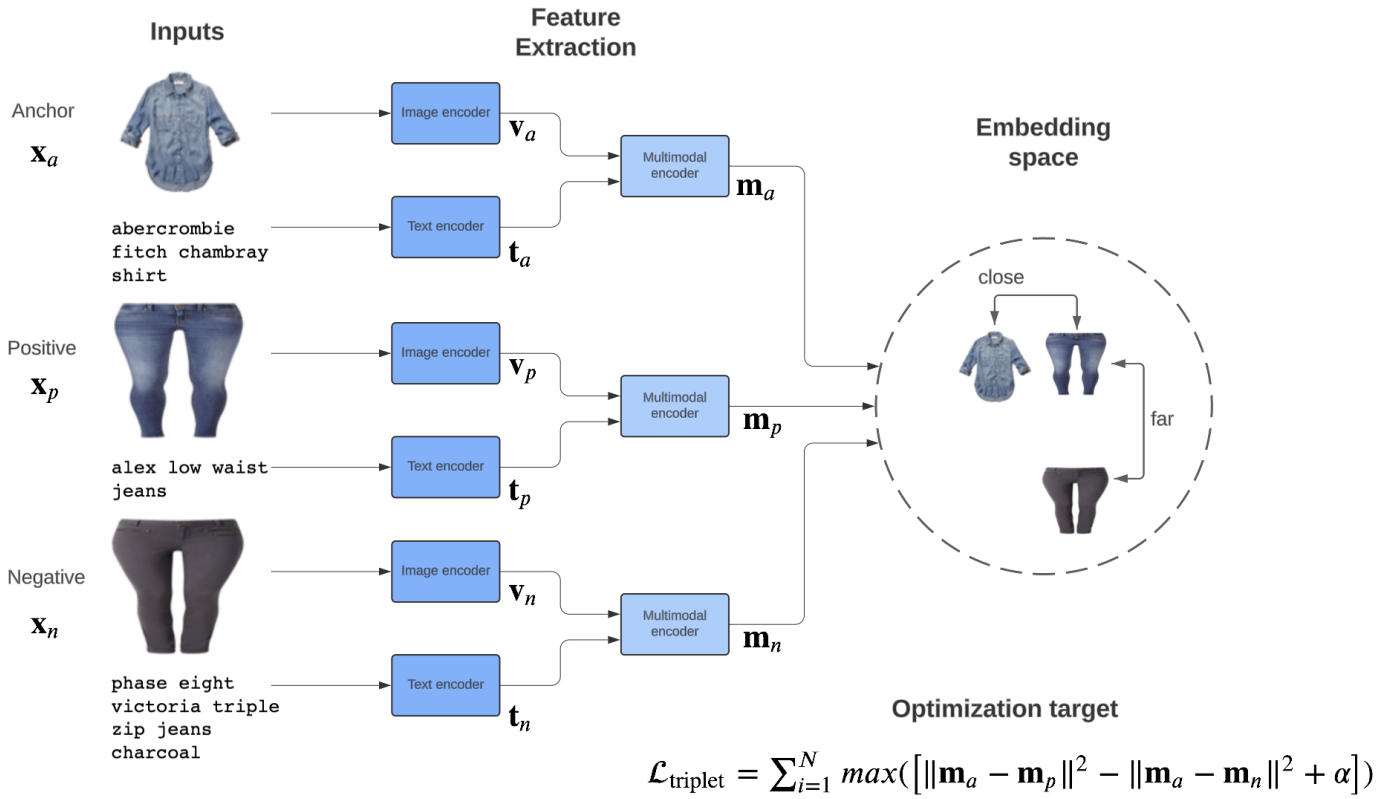 Inputs
Feature
Extraction
Anchor
x_a
abercrombie
fitch chambray
shirt
Image encoder
v_a
Text encoder
t_a
Multimodal
encoder
m_a
Positive
x_p
alex low waist
jeans
Image encoder
v_p
Text encoder
t_p
Multimodal
encoder
m_p
Negative
x_n
phase eight
victoria triple
zip jeans
charcoal
Image encoder
v_n
Text encoder
t_n
Multimodal
encoder
m_n
Embedding
space
close
far
Optimization target
ℒ_triplet = ∑_{i=1}^{N} max([‖m_a − m_p‖² − ‖m_a − m_n‖² + α])